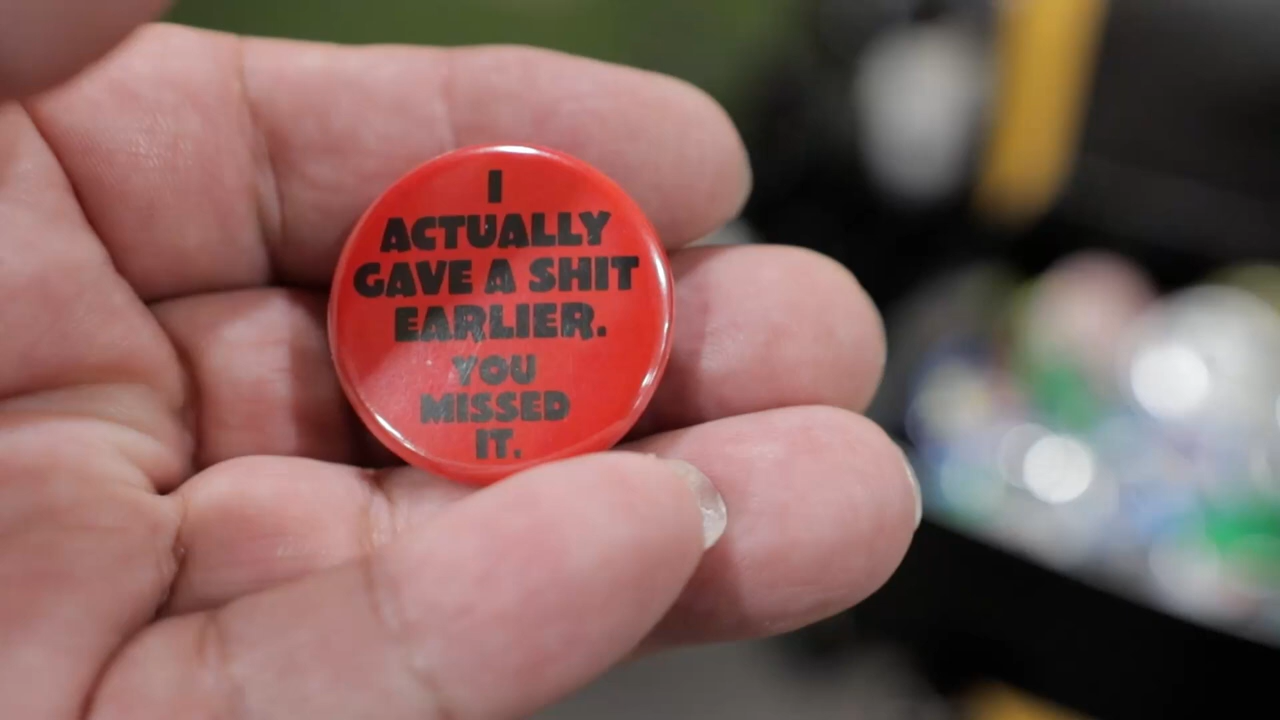 I
ACTUALLY
GAVE A SHIT
EARLIER.
YOU
MISSED
IT.